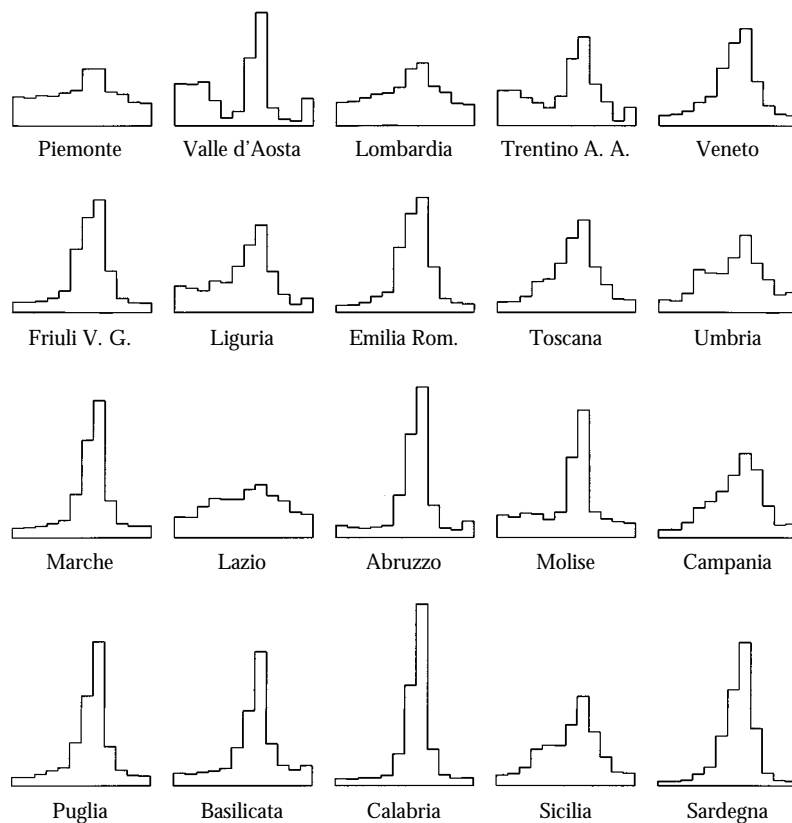 Piemonte Valle d'Aosta Lombardia Trentino A. A. Veneto
Friuli V. G. Liguria Emilia Rom. Toscana Umbria
Marche Lazio Abruzzo Molise Campania
Puglia Basilicata Calabria Sicilia Sardegna